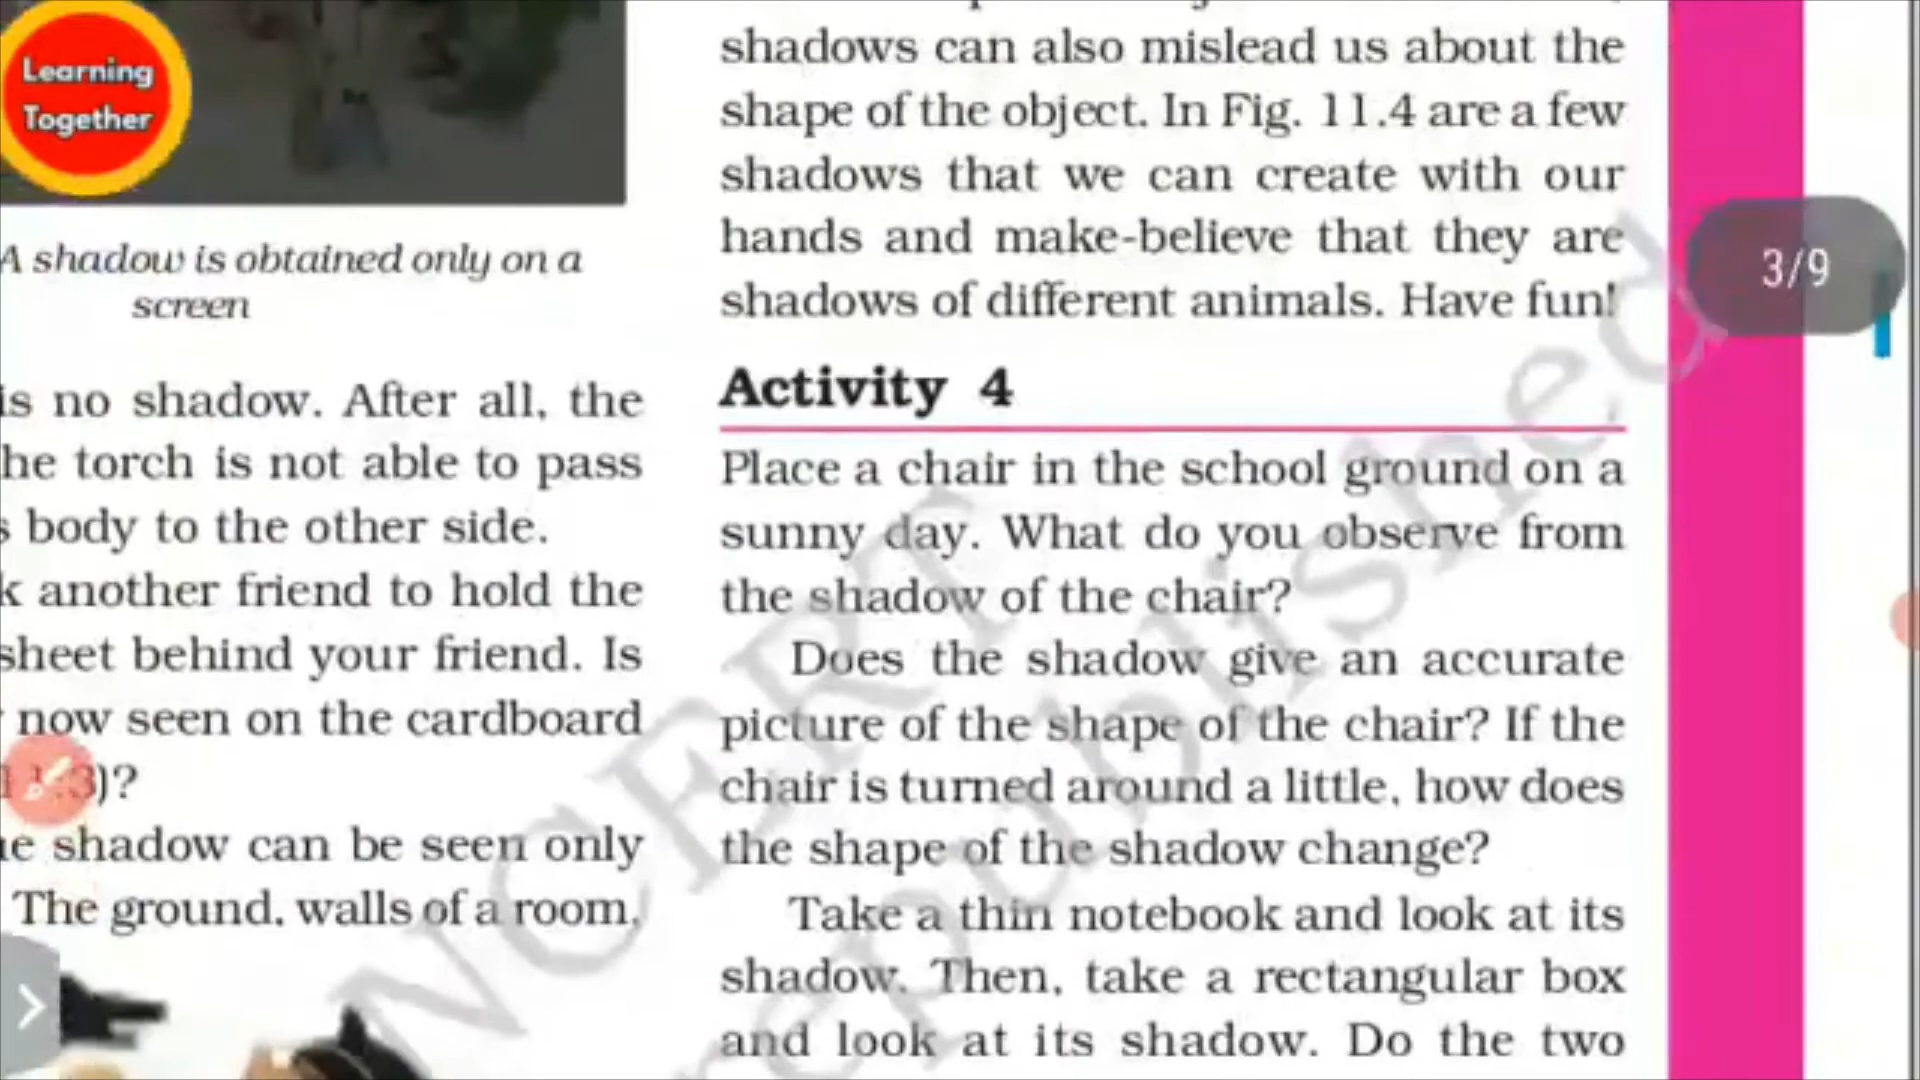 Learning
Together
A shadow is obtained only on a
screen
is no shadow. After all, the
he torch is not able to pass
s body to the other side.
k another friend to hold the
sheet behind your friend. Is
now seen on the cardboard
3)?
e shadow can be seen only
The ground, walls of a room,
shadows can also mislead us about the
shape of the object. In Fig. 11.4 are a few
shadows that we can create with our
hands and make-believe that they are
shadows of different animals. Have fun!
Activity 4
Place a chair in the school ground on a
sunny day. What do you observe from
the shadow of the chair?
Does the shadow give an accurate
picture of the shape of the chair? If the
chair is turned around a little, how does
the shape of the shadow change?
Take a thin notebook and look at its
shadow. Then, take a rectangular box
and look at its shadow. Do the two
3/9
NCERT
republished